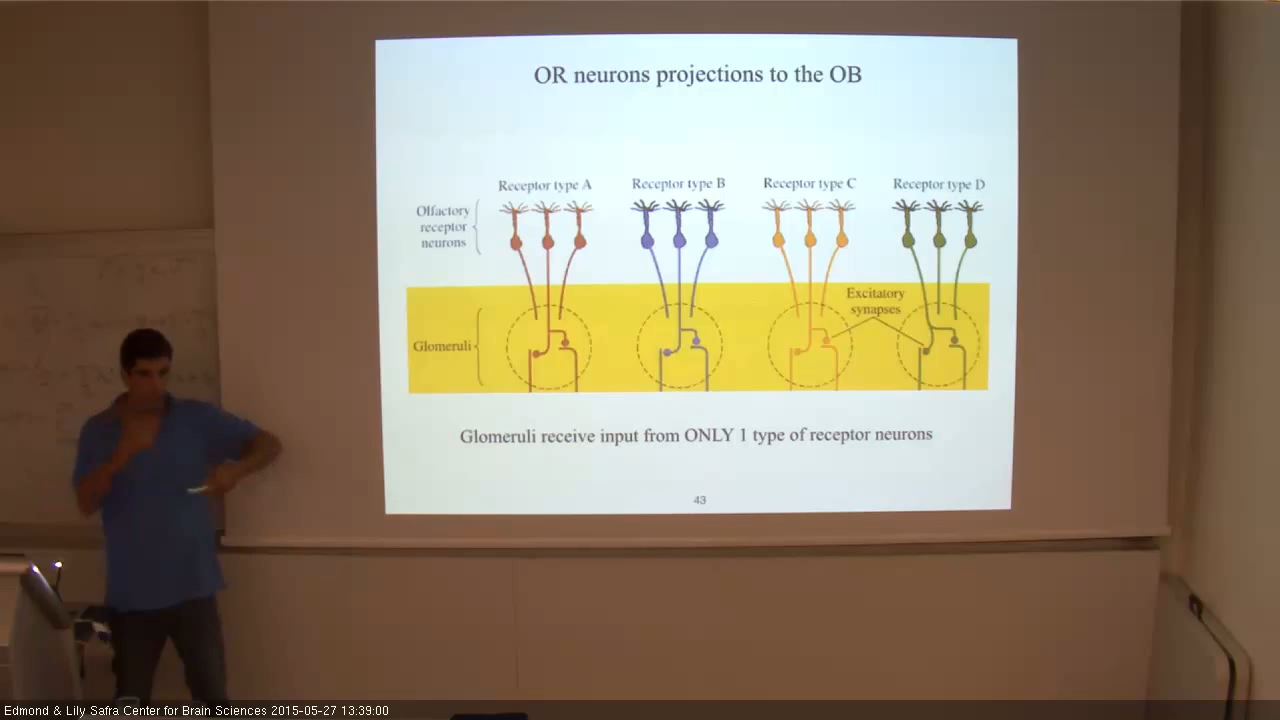 OR neurons projections to the OB
Receptor type A
Receptor type B
Receptor type C
Receptor type D
Olfactory
receptor
neurons
Excitatory
synapses
Glomeruli
Glomeruli receive input from ONLY 1 type of receptor neurons
43
Edmond & Lily Safra Center for Brain Sciences 2015-05-27 13:39:00